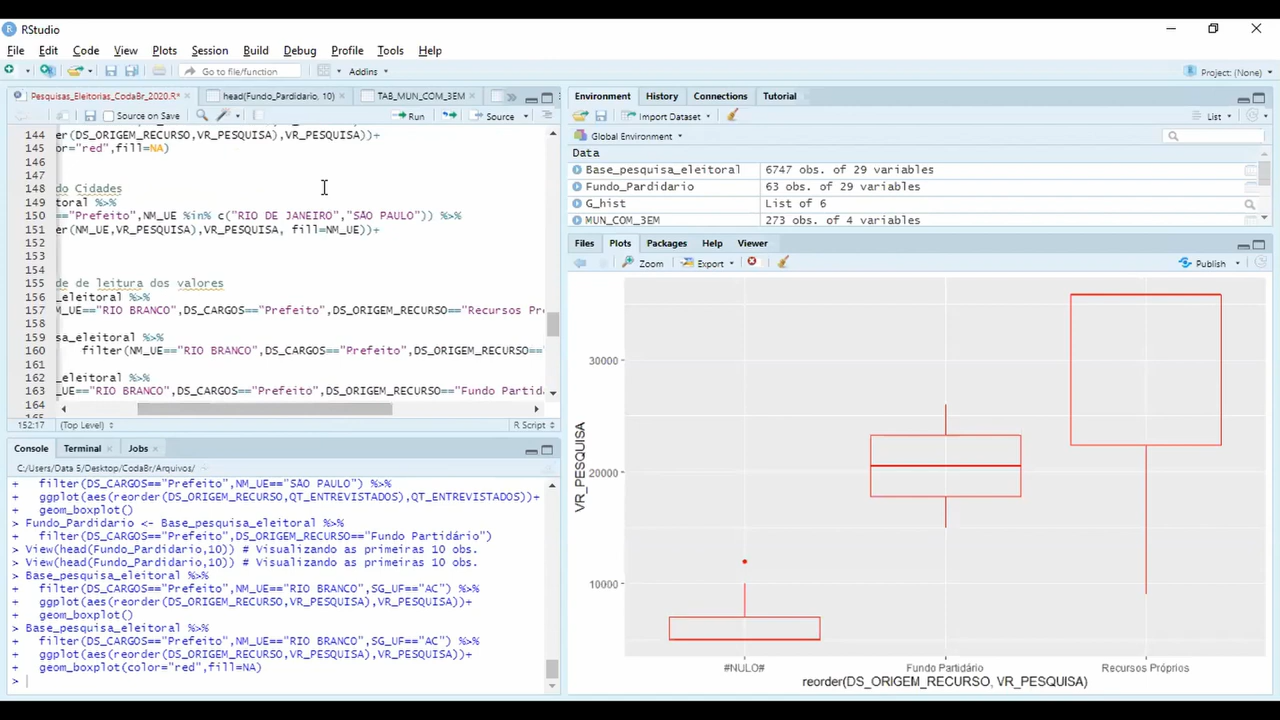 RStudio
File Edit Code View Plots Session Build Debug Profile Tools Help
Go to file/function Addins Project: (None)
Pesquisas_Eleitorias_CodaBr_2020.R* head(Fundo_Pardidario, 10) TAB_MUN_COM_3EM
Source on Save Run Source
144 er(DS_ORIGEM_RECURSO,VR_PESQUISA),VR_PESQUISA))+
145 or="red",fill=NA)
146
147
148 do Cidades
149 toral %>%
150 =="Prefeito",NM_UE %in% c("RIO DE JANEIRO","SÃO PAULO")) %>%
151 er(NM_UE,VR_PESQUISA),VR_PESQUISA, fill=NM_UE))+
152
153
154
155 de de leitura dos valores
156 _eleitoral %>%
157 M_UE=="RIO BRANCO",DS_CARGOS=="Prefeito",DS_ORIGEM_RECURSO=="Recursos Pr
158
159 sa_eleitoral %>%
160 filter(NM_UE=="RIO BRANCO",DS_CARGOS=="Prefeito",DS_ORIGEM_RECURSO==
161
162 _eleitoral %>%
163 UE=="RIO BRANCO",DS_CARGOS=="Prefeito",DS_ORIGEM_RECURSO=="Fundo Partid
164
152:17 (Top Level) R Script
Console Terminal Jobs
C:/Users/Data 5/Desktop/CodaBr/Arquivos/
+ filter(DS_CARGOS=="Prefeito",NM_UE=="SÃO PAULO") %>%
+ ggplot(aes(reorder(DS_ORIGEM_RECURSO,QT_ENTREVISTADOS),QT_ENTREVISTADOS))+
+ geom_boxplot()
> Fundo_Pardidario <- Base_pesquisa_eleitoral %>%
+ filter(DS_CARGOS=="Prefeito",DS_ORIGEM_RECURSO=="Fundo Partidário")
> View(head(Fundo_Pardidario,10)) # Visualizando as primeiras 10 obs.
> View(head(Fundo_Pardidario,10)) # Visualizando as primeiras 10 obs.
> Base_pesquisa_eleitoral %>%
+ filter(DS_CARGOS=="Prefeito",NM_UE=="RIO BRANCO",SG_UF=="AC") %>%
+ ggplot(aes(reorder(DS_ORIGEM_RECURSO,VR_PESQUISA),VR_PESQUISA))+
+ geom_boxplot()
> Base_pesquisa_eleitoral %>%
+ filter(DS_CARGOS=="Prefeito",NM_UE=="RIO BRANCO",SG_UF=="AC") %>%
+ ggplot(aes(reorder(DS_ORIGEM_RECURSO,VR_PESQUISA),VR_PESQUISA))+
+ geom_boxplot(color="red",fill=NA)
>
Environment History Connections Tutorial
Import Dataset List
Global Environment
Data
Base_pesquisa_eleitoral 6747 obs. of 29 variables
Fundo_Pardidario 63 obs. of 29 variables
G_hist List of 6
MUN_COM_3EM 273 obs. of 4 variables
Files Plots Packages Help Viewer
Zoom Export Publish
VR_PESQUISA
30000
20000
10000
#NULO# Fundo Partidário Recursos Próprios
reorder(DS_ORIGEM_RECURSO, VR_PESQUISA)